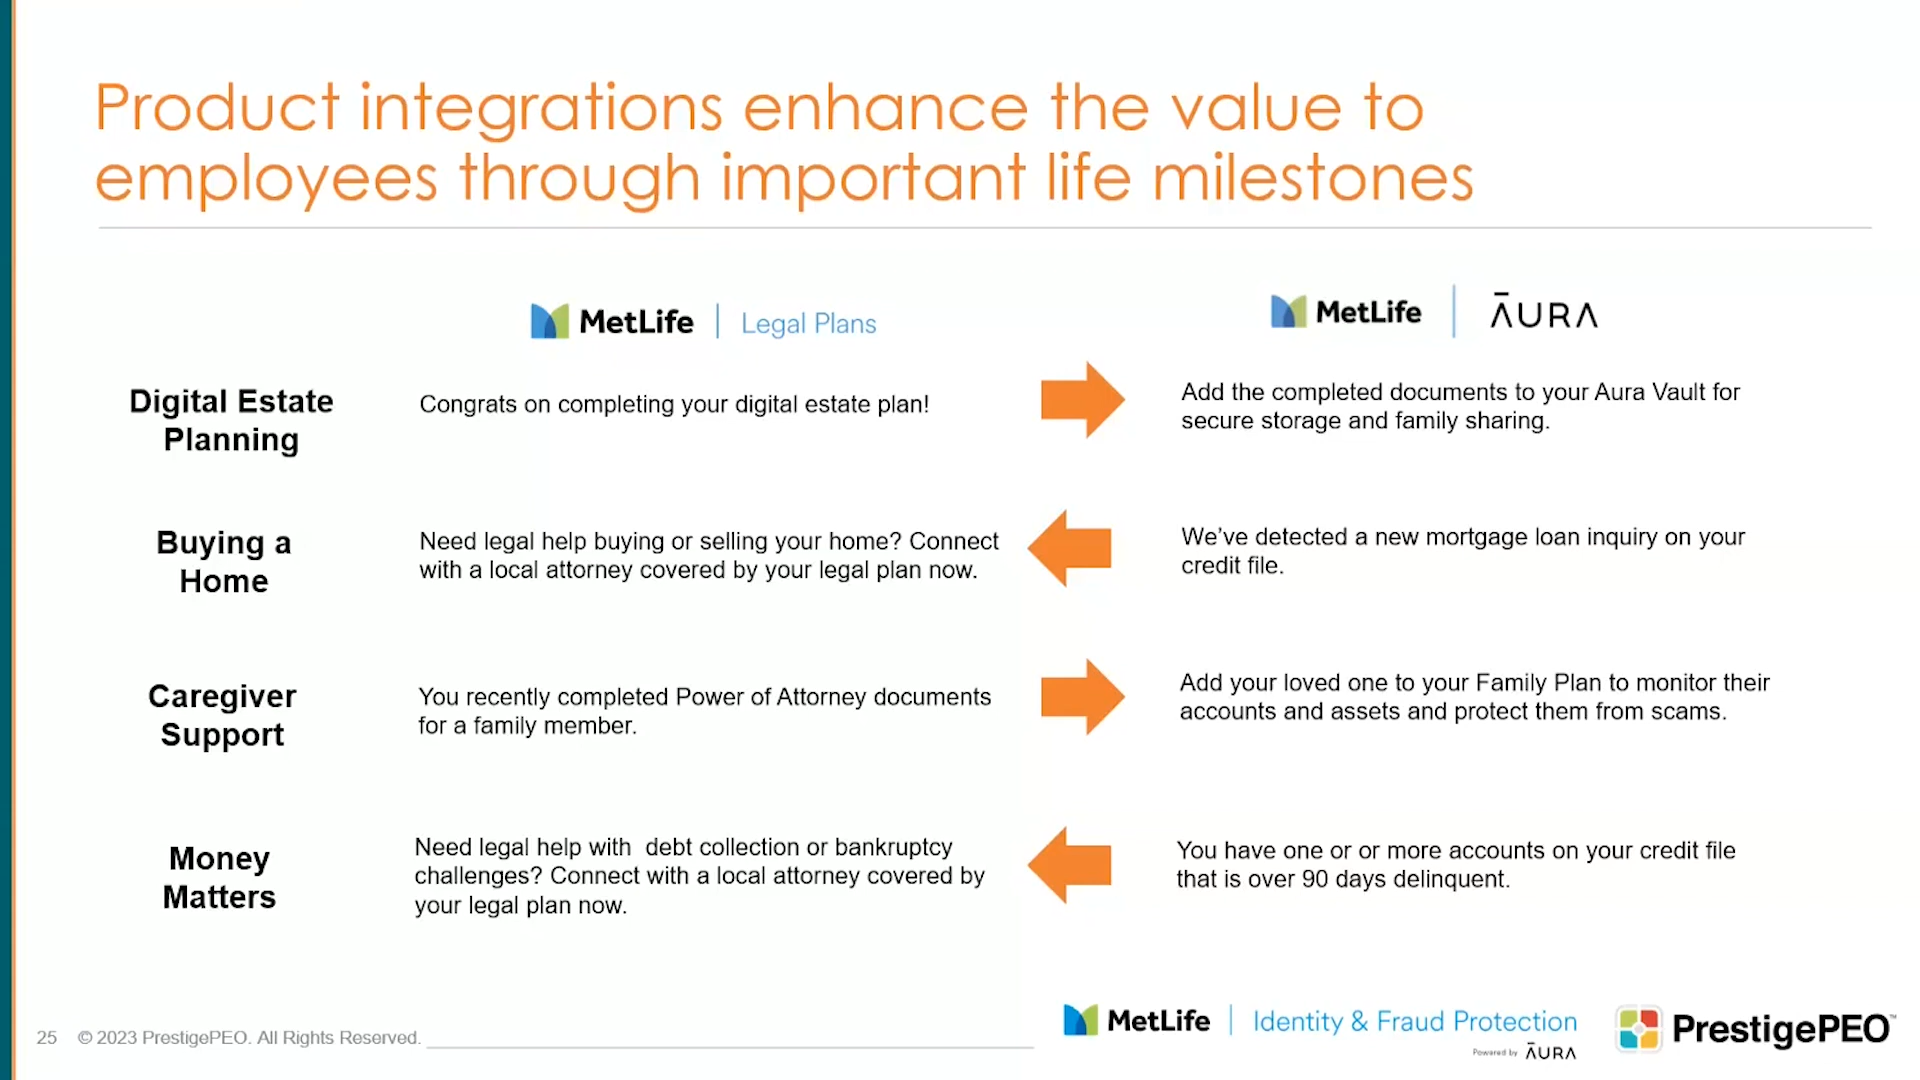 Product integrations enhance the value to
employees through important life milestones
MetLife | Legal Plans
MetLife | ĀURA
Digital Estate
Planning
Congrats on completing your digital estate plan!
Add the completed documents to your Aura Vault for
secure storage and family sharing.
Buying a
Home
Need legal help buying or selling your home? Connect
with a local attorney covered by your legal plan now.
We’ve detected a new mortgage loan inquiry on your
credit file.
Caregiver
Support
You recently completed Power of Attorney documents
for a family member.
Add your loved one to your Family Plan to monitor their
accounts and assets and protect them from scams.
Money
Matters
Need legal help with  debt collection or bankruptcy
challenges? Connect with a local attorney covered by
your legal plan now.
You have one or or more accounts on your credit file
that is over 90 days delinquent.
25 © 2023 PrestigePEO. All Rights Reserved.
MetLife | Identity & Fraud Protection
Powered by ĀURA
PrestigePEO™